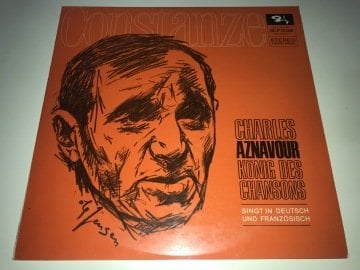 constanze
STEREO
CHARLES
AZNAVOUR
KÖNIG DES
CHANSONS
SINGT IN DEUTSCH
UND FRANZÖSISCH